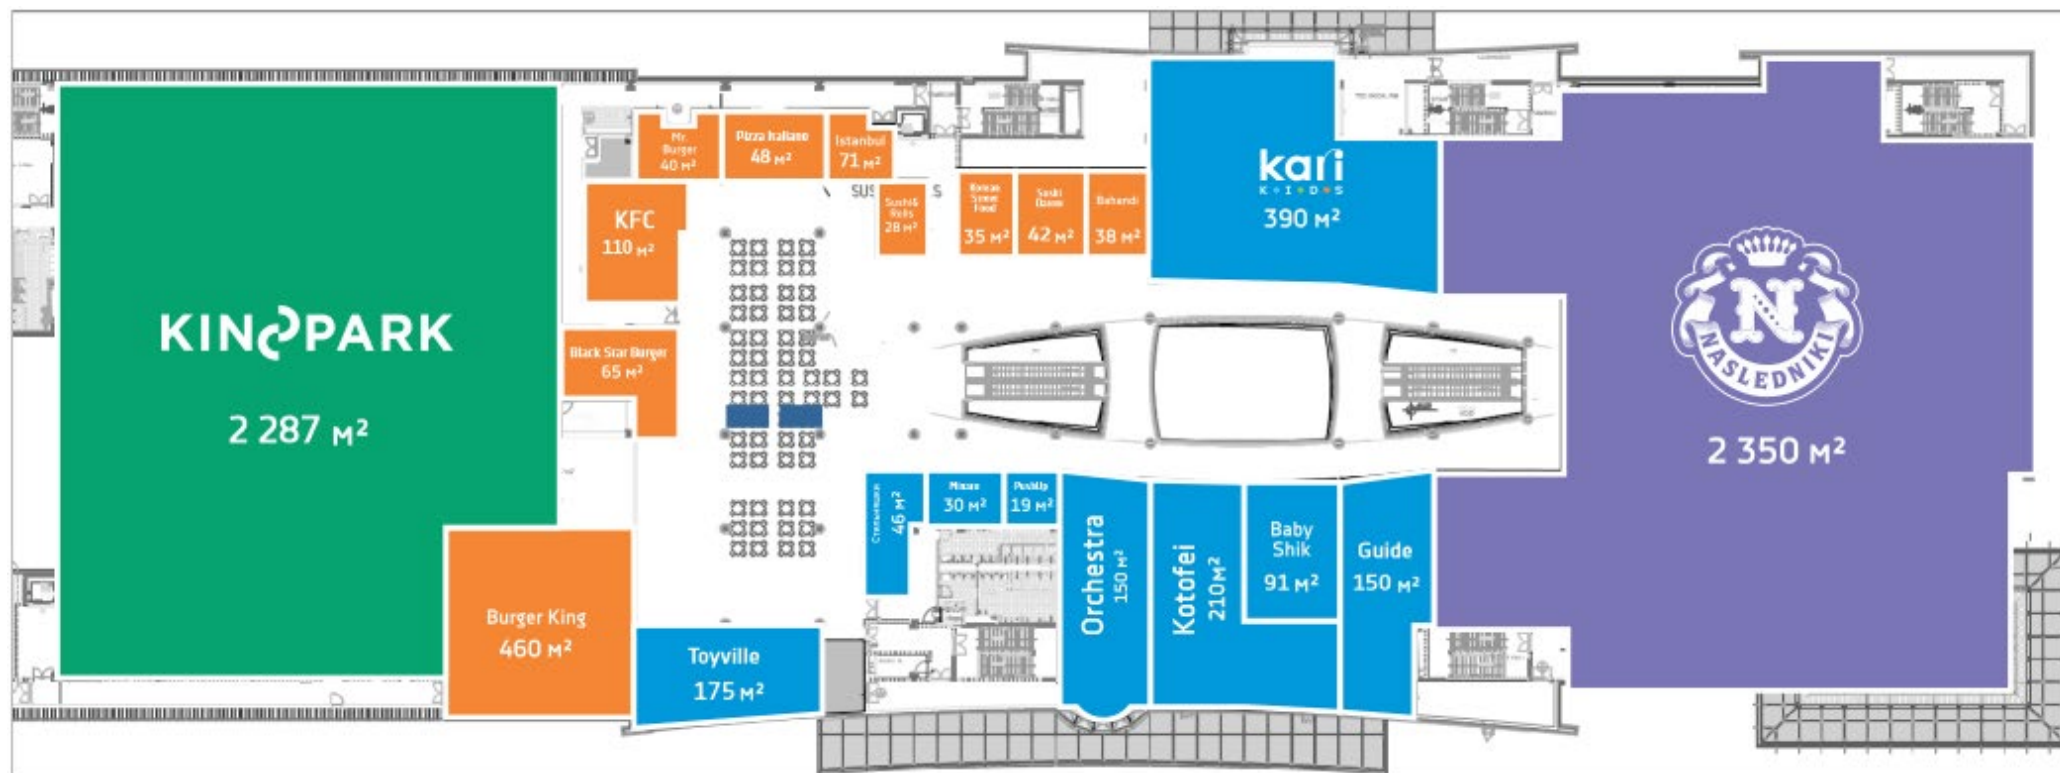 KINOPARK
2 287 м²
Mr.
Burger
40 м²
Pizza Italiano
48 м²
Istanbul
71 м²
KFC
110 м²
Sushi&
Rolls
28 м²
35 м²
42 м²
Bahandi
38 м²
Black Star Burger
65 м²
Burger King
460 м²
Toyville
175 м²
Стильняшки
46 м²
30 м²
19 м²
Orchestra
150 м²
Kotofei
210 м²
Baby
Shik
91 м²
Guide
150 м²
kari
KIDS
390 м²
N
NASLEDNIKI
2 350 м²